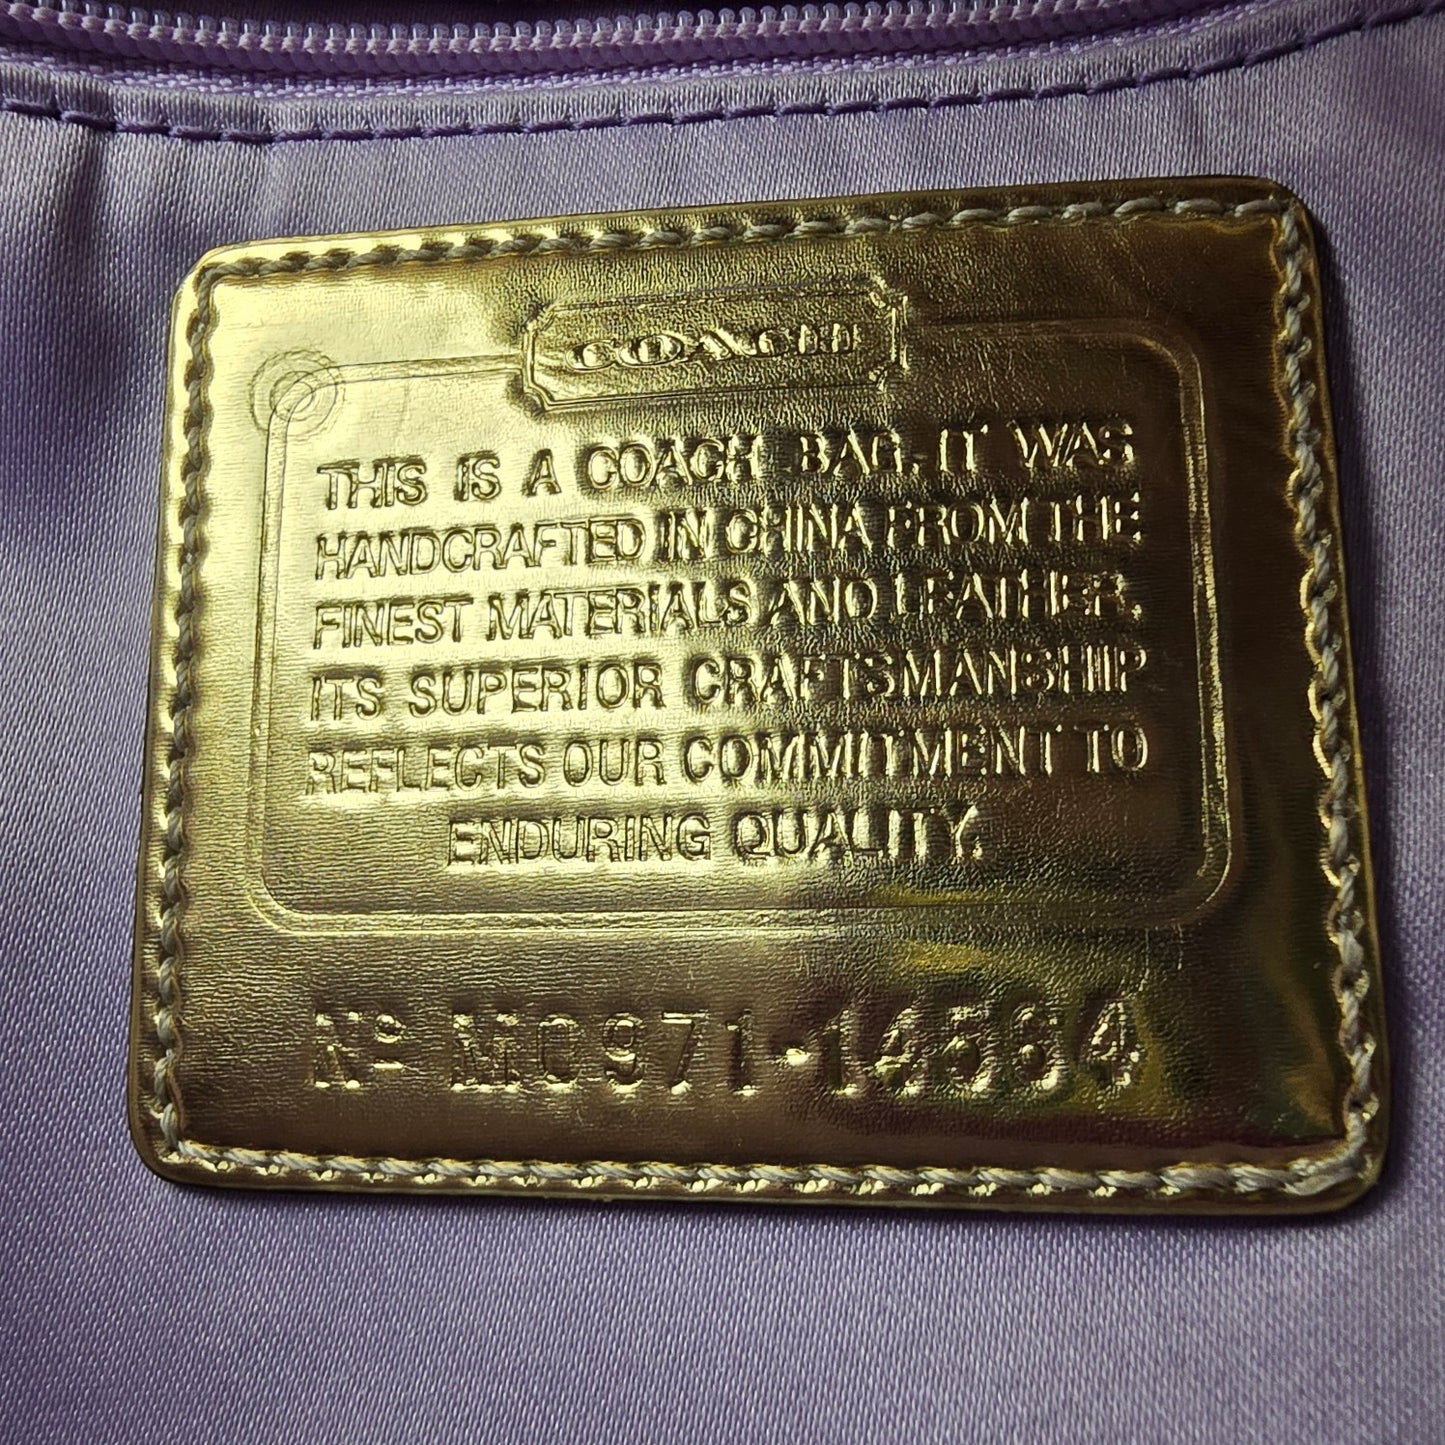 COACH
THIS IS A COACH BAG. IT WAS
HANDCRAFTED IN CHINA FROM THE
FINEST MATERIALS AND LEATHER.
ITS SUPERIOR CRAFTSMANSHIP
REFLECTS OUR COMMITMENT TO
ENDURING QUALITY.
Nº